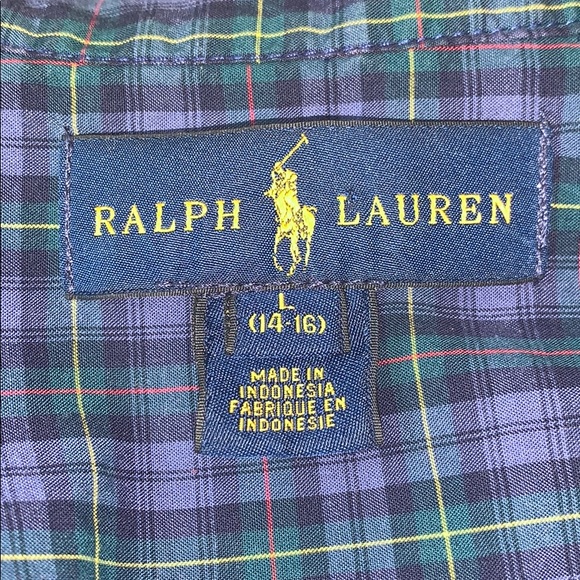 RALPH LAUREN
L
(14-16)
MADE IN
INDONESIA
FABRIQUE EN
INDONESIE